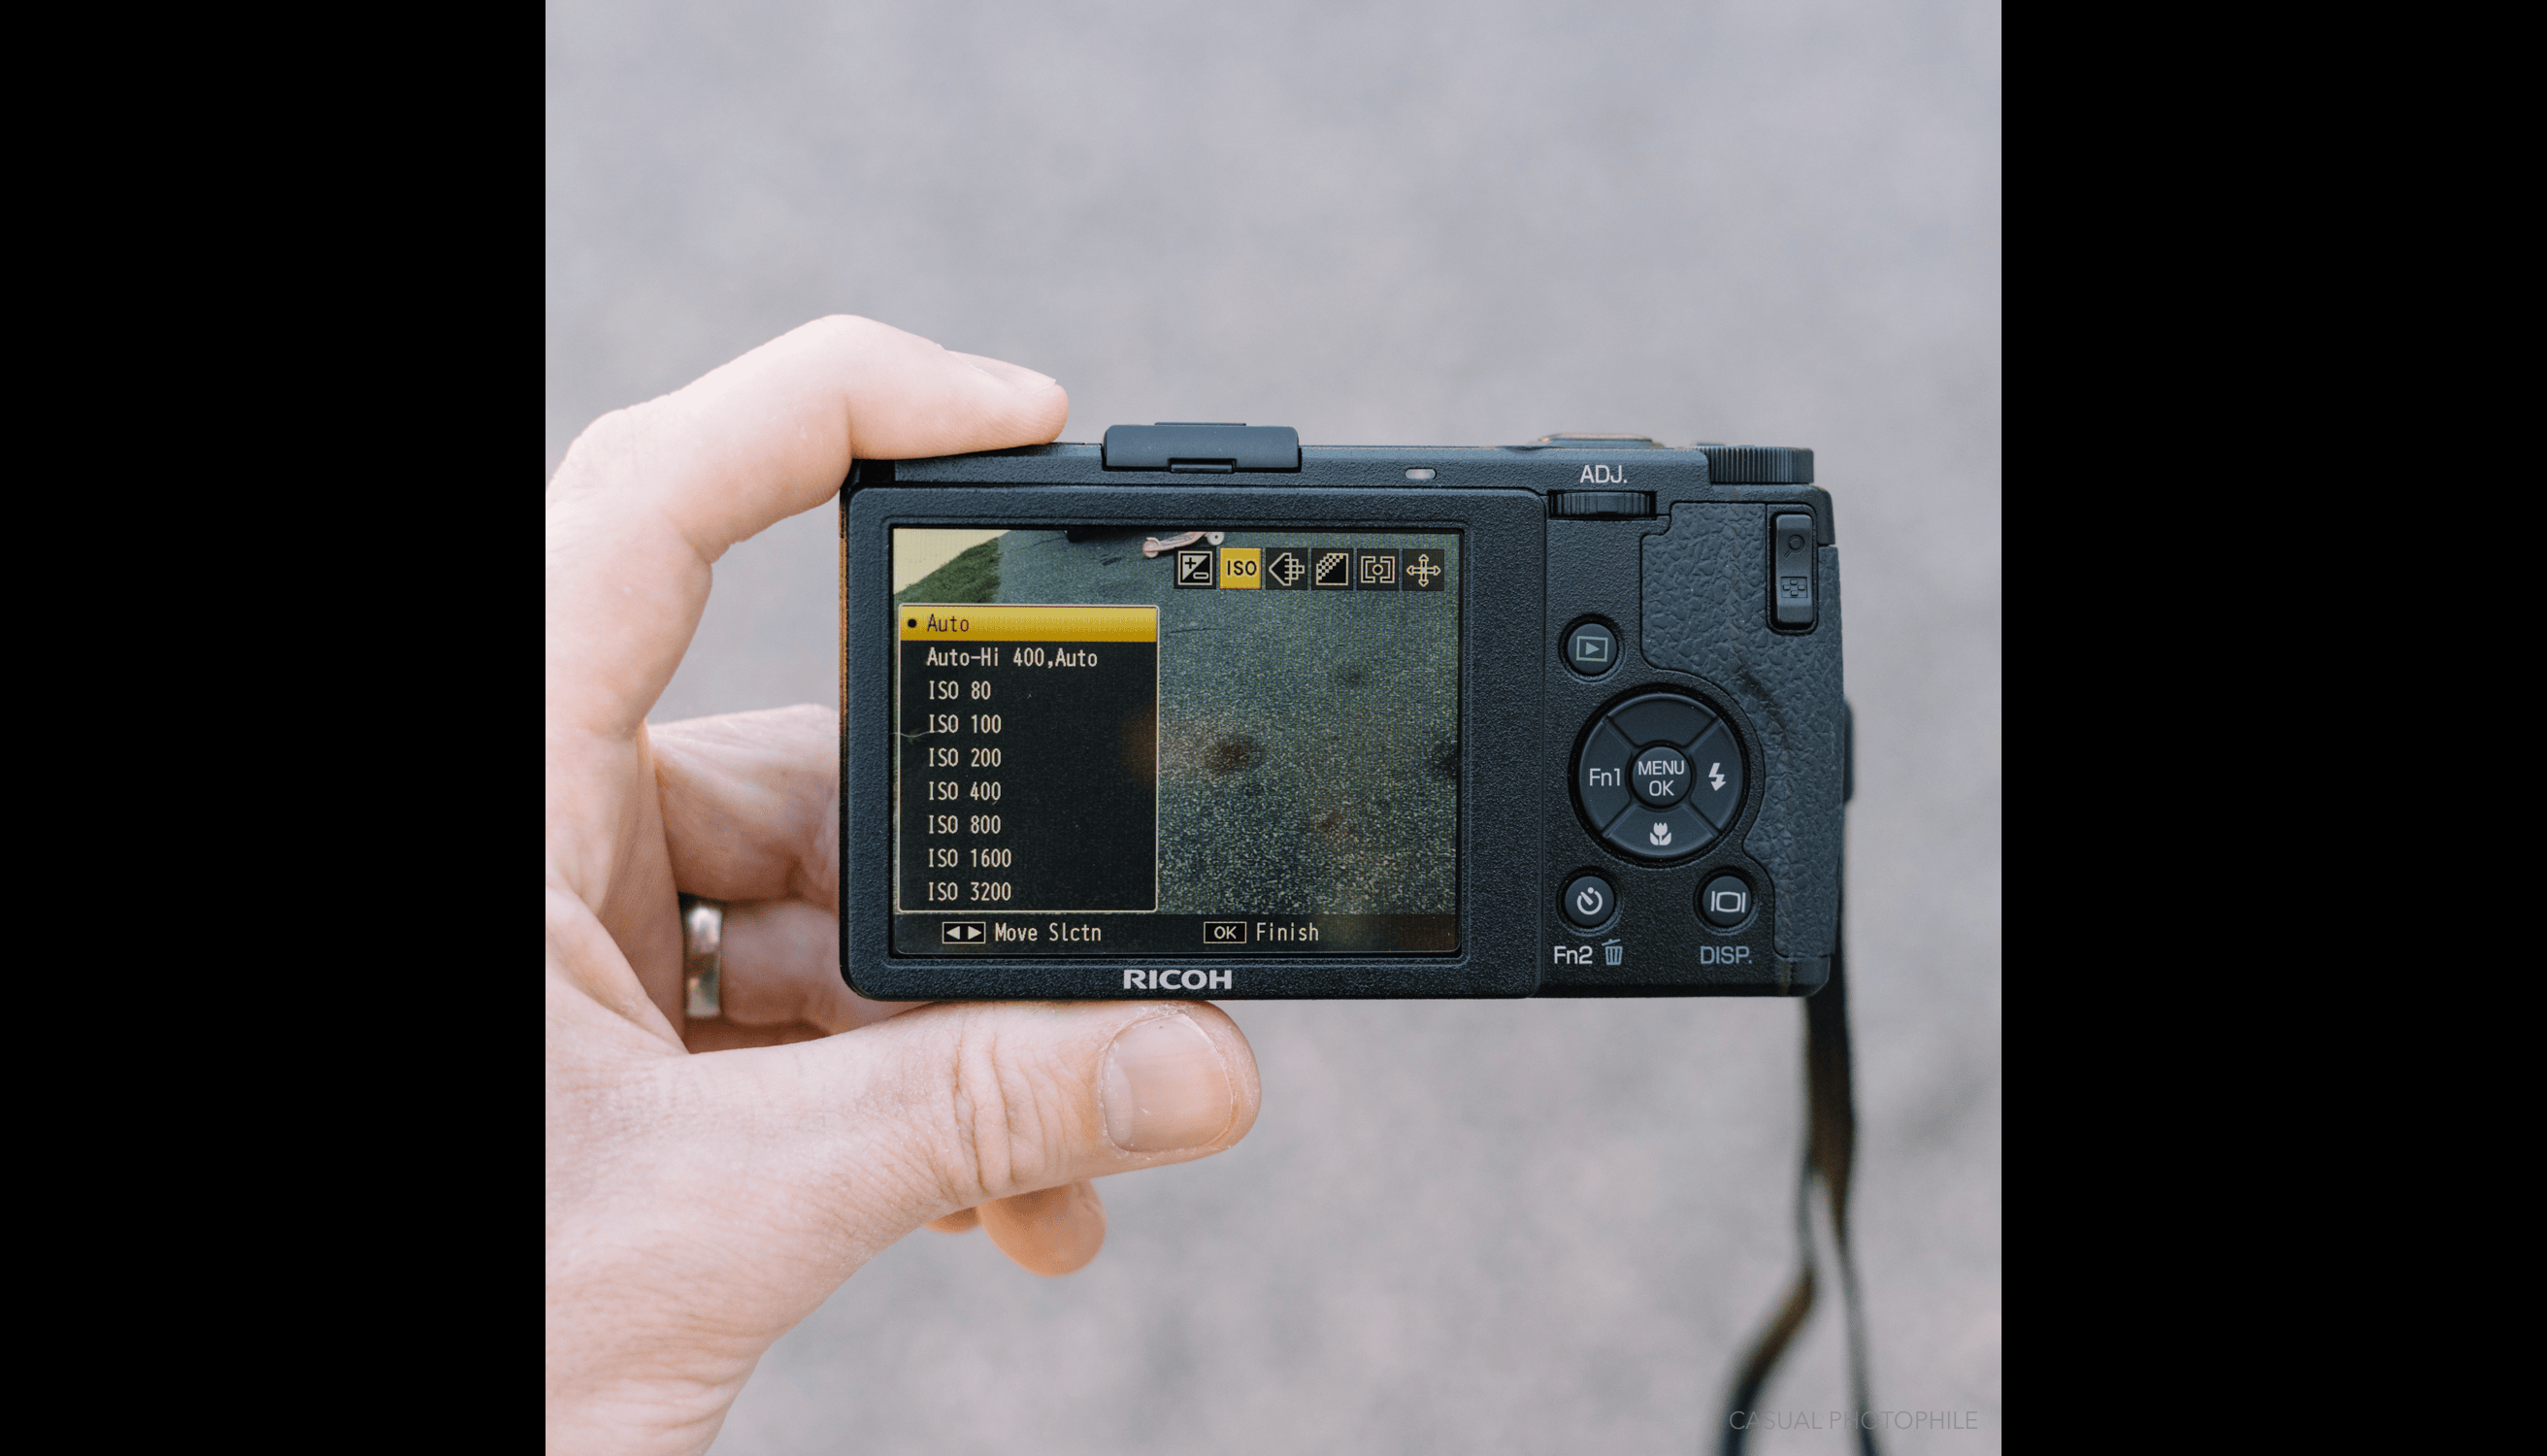 ADJ.
ISO
Auto
Auto-Hi 400,Auto
ISO 80
ISO 100
ISO 200
ISO 400
ISO 800
ISO 1600
ISO 3200
Move Slctn
OK Finish
Fn1
MENU
OK
Fn2
DISP.
RICOH
CASUAL PHOTOPHILE